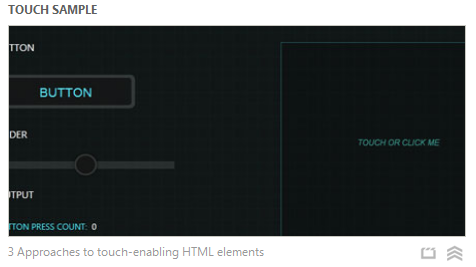 TOUCH SAMPLE
TTON
BUTTON
DER
TOUCH OR CLICK ME
TPUT
TTON PRESS COUNT: 0
3 Approaches to touch-enabling HTML elements